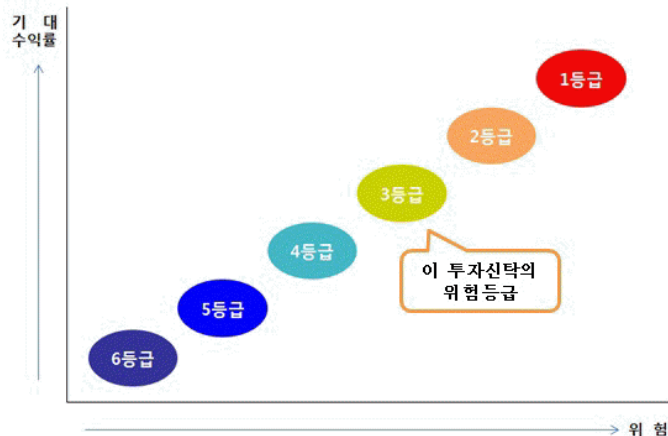 기 대
수익률
1등급
2등급
3등급
4등급
이 투자신탁의
위험등급
5등급
6등급
위 험